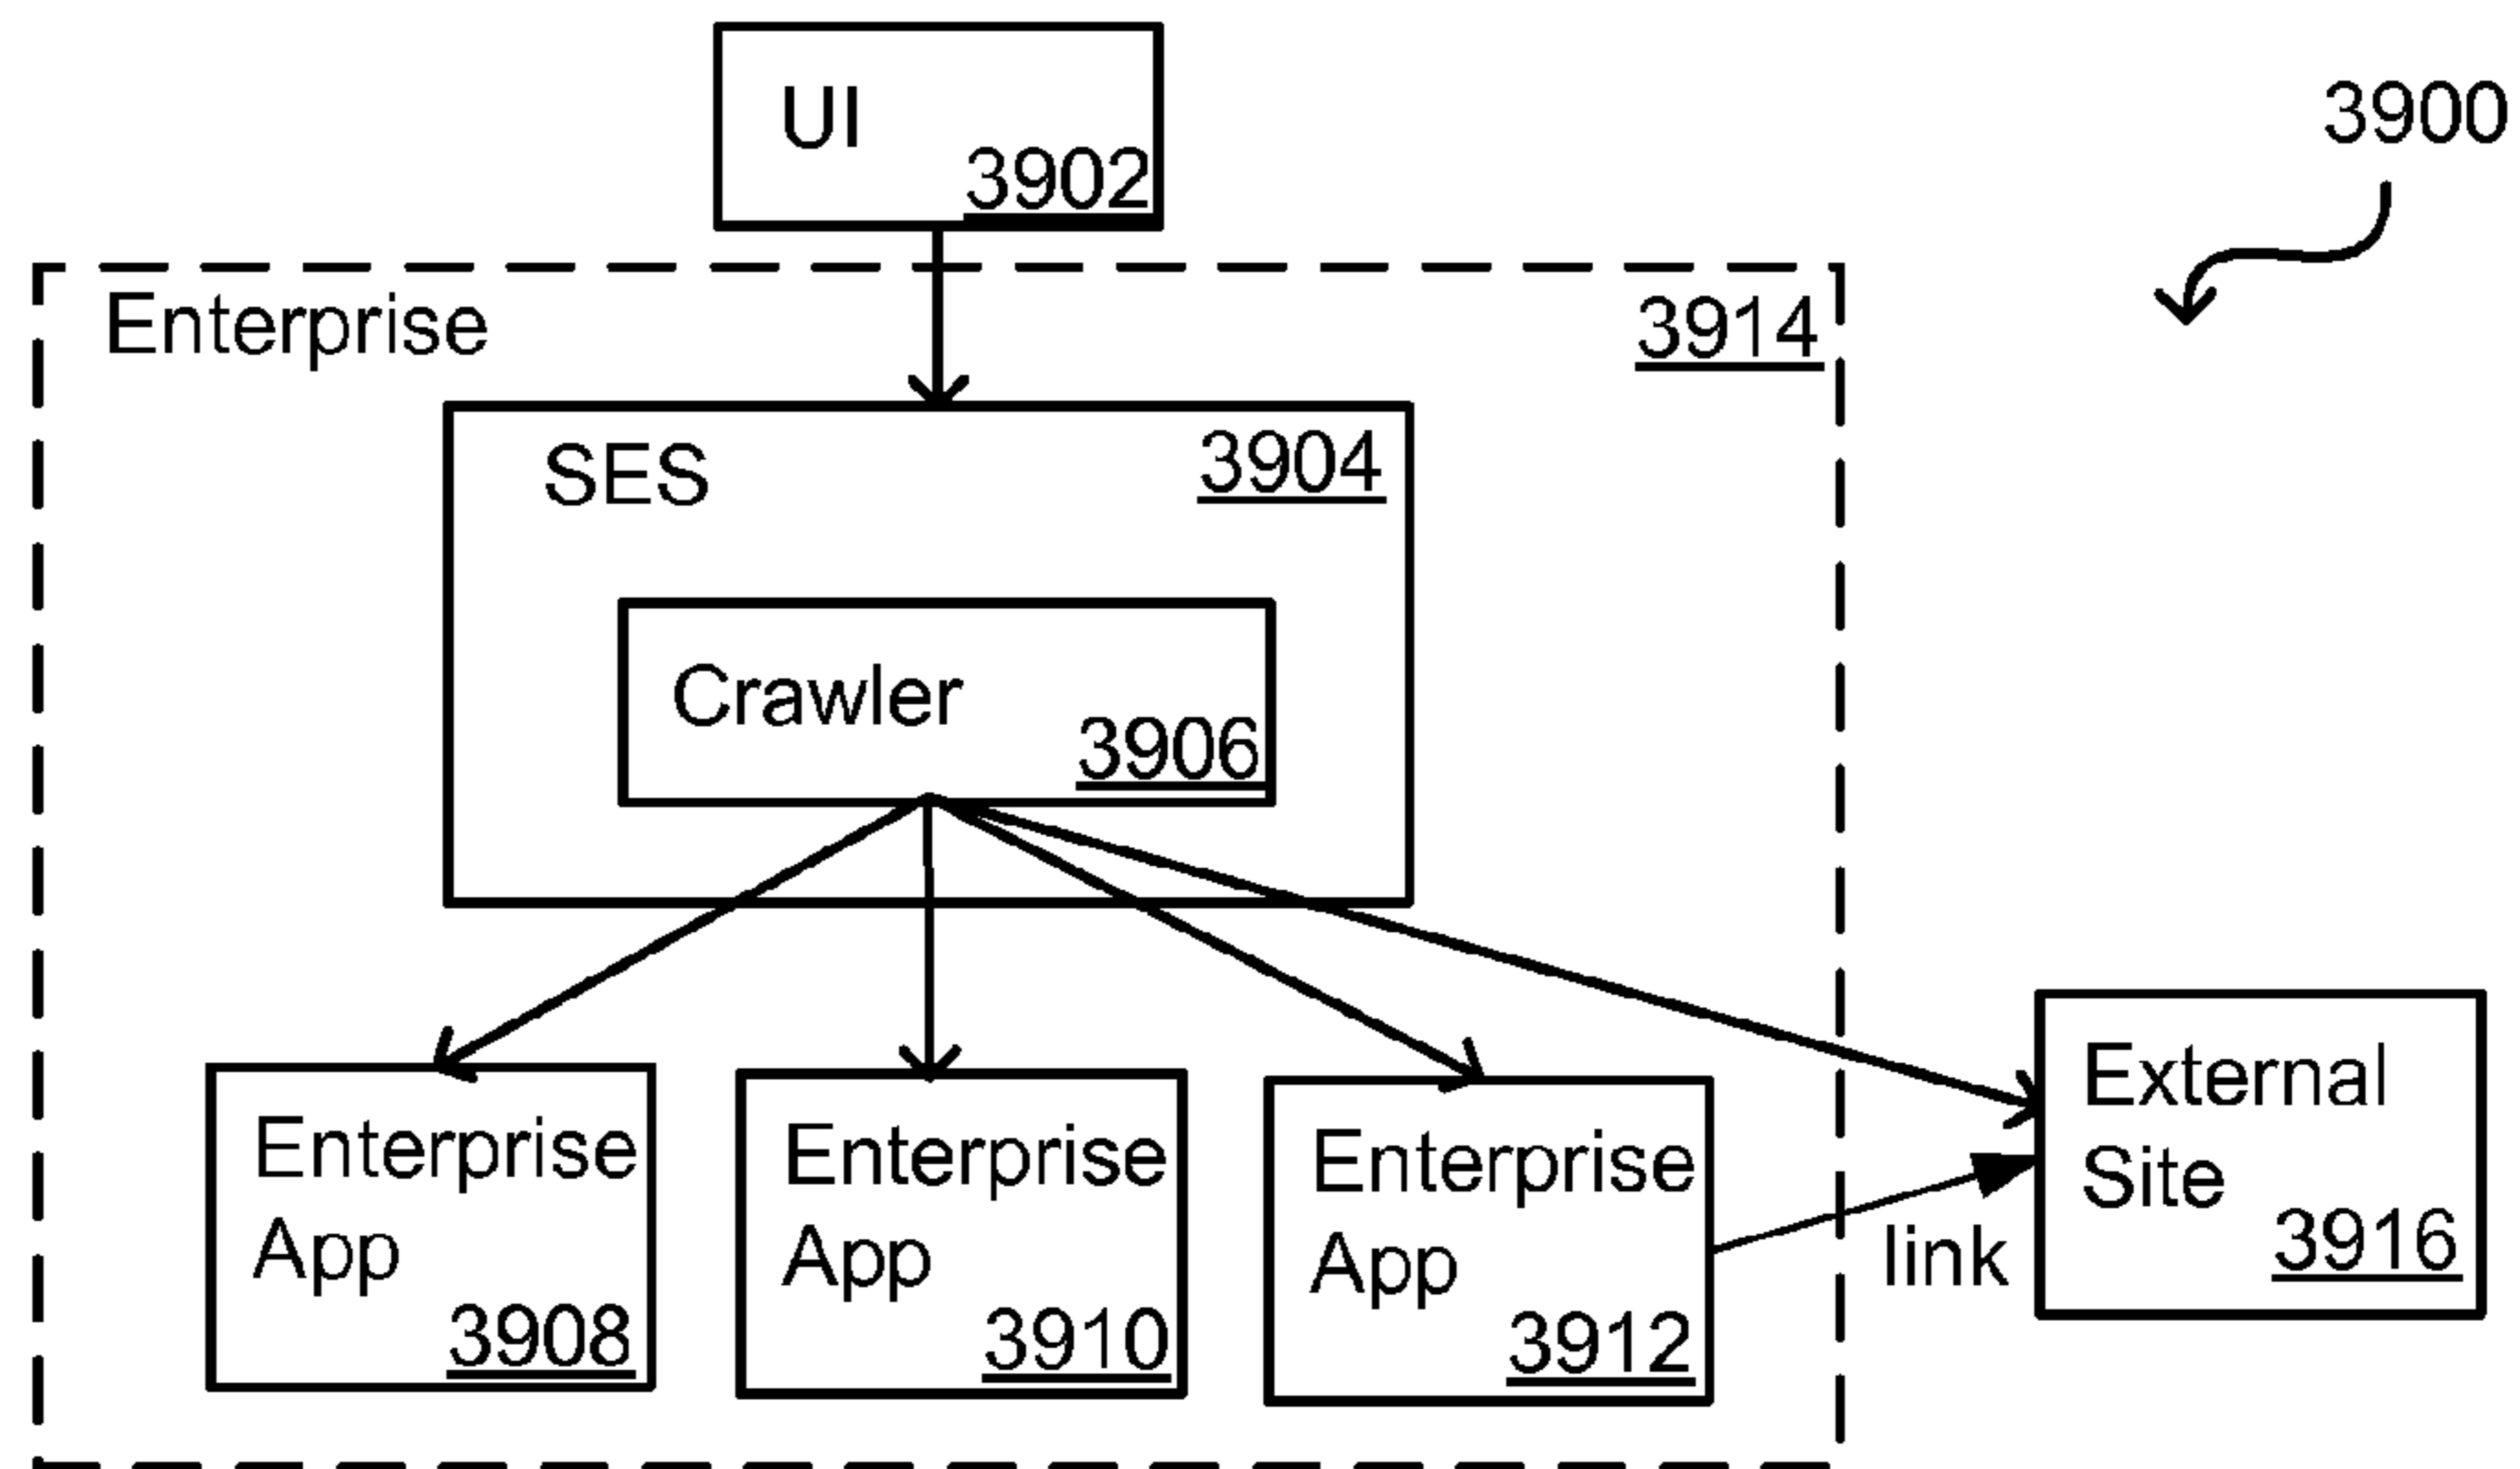 UI
3902
3900
Enterprise
3914
SES
3904
Crawler
3906
Enterprise
App
3908
Enterprise
App
3910
Enterprise
App
3912
link
External
Site
3916